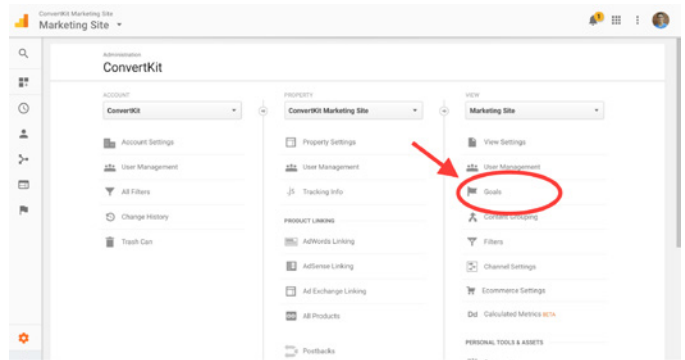 ConvertKit Marketing Site
Marketing Site
Administration
ConvertKit
ACCOUNT
ConvertKit
Account Settings
User Management
All Filters
Change History
Trash Can
PROPERTY
ConvertKit Marketing Site
Property Settings
User Management
.JS Tracking Info
PRODUCT LINKING
AdWords Linking
AdSense Linking
Ad Exchange Linking
All Products
Postbacks
VIEW
Marketing Site
View Settings
User Management
Goals
Content Grouping
Filters
Channel Settings
Ecommerce Settings
Dd Calculated Metrics BETA
PERSONAL TOOLS & ASSETS